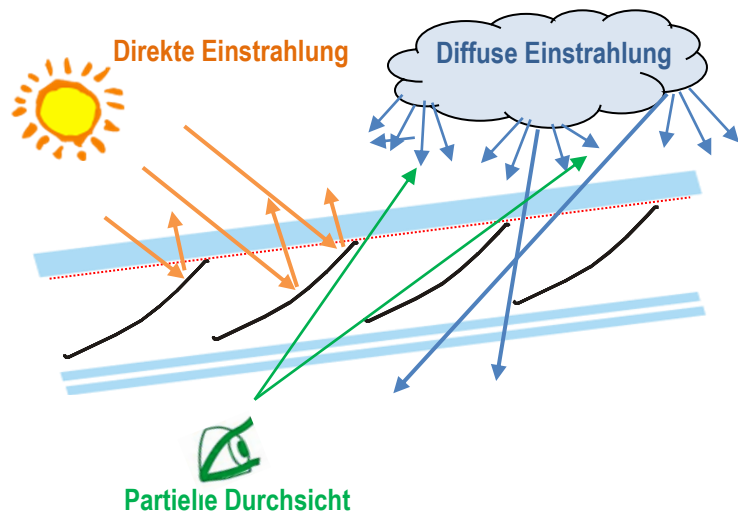 Direkte Einstrahlung
Diffuse Einstrahlung
Partielle Durchsicht